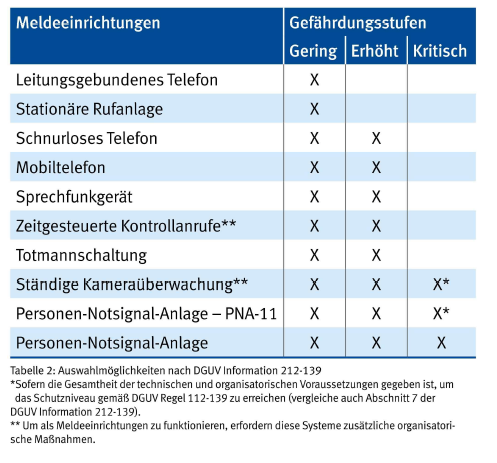 Meldeeinrichtungen Gefährdungsstufen
Gering Erhöht Kritisch
Leitungsgebundenes Telefon X
Stationäre Rufanlage X
Schnurloses Telefon X X
Mobiltelefon X X
Sprechfunkgerät X X
Zeitgesteuerte Kontrollanrufe** X X
Totmannschaltung X X
Ständige Kameraüberwachung** X X X*
Personen-Notsignal-Anlage – PNA-11 X X X*
Personen-Notsignal-Anlage X X X
Tabelle 2: Auswahlmöglichkeiten nach DGUV Information 212-139
*Sofern die Gesamtheit der technischen und organisatorischen Voraussetzungen gegeben ist, um
das Schutzniveau gemäß DGUV Regel 112-139 zu erreichen (vergleiche auch Abschnitt 7 der
DGUV Information 212-139).
** Um als Meldeeinrichtungen zu funktionieren, erfordern diese Systeme zusätzliche organisatori-
sche Maßnahmen.